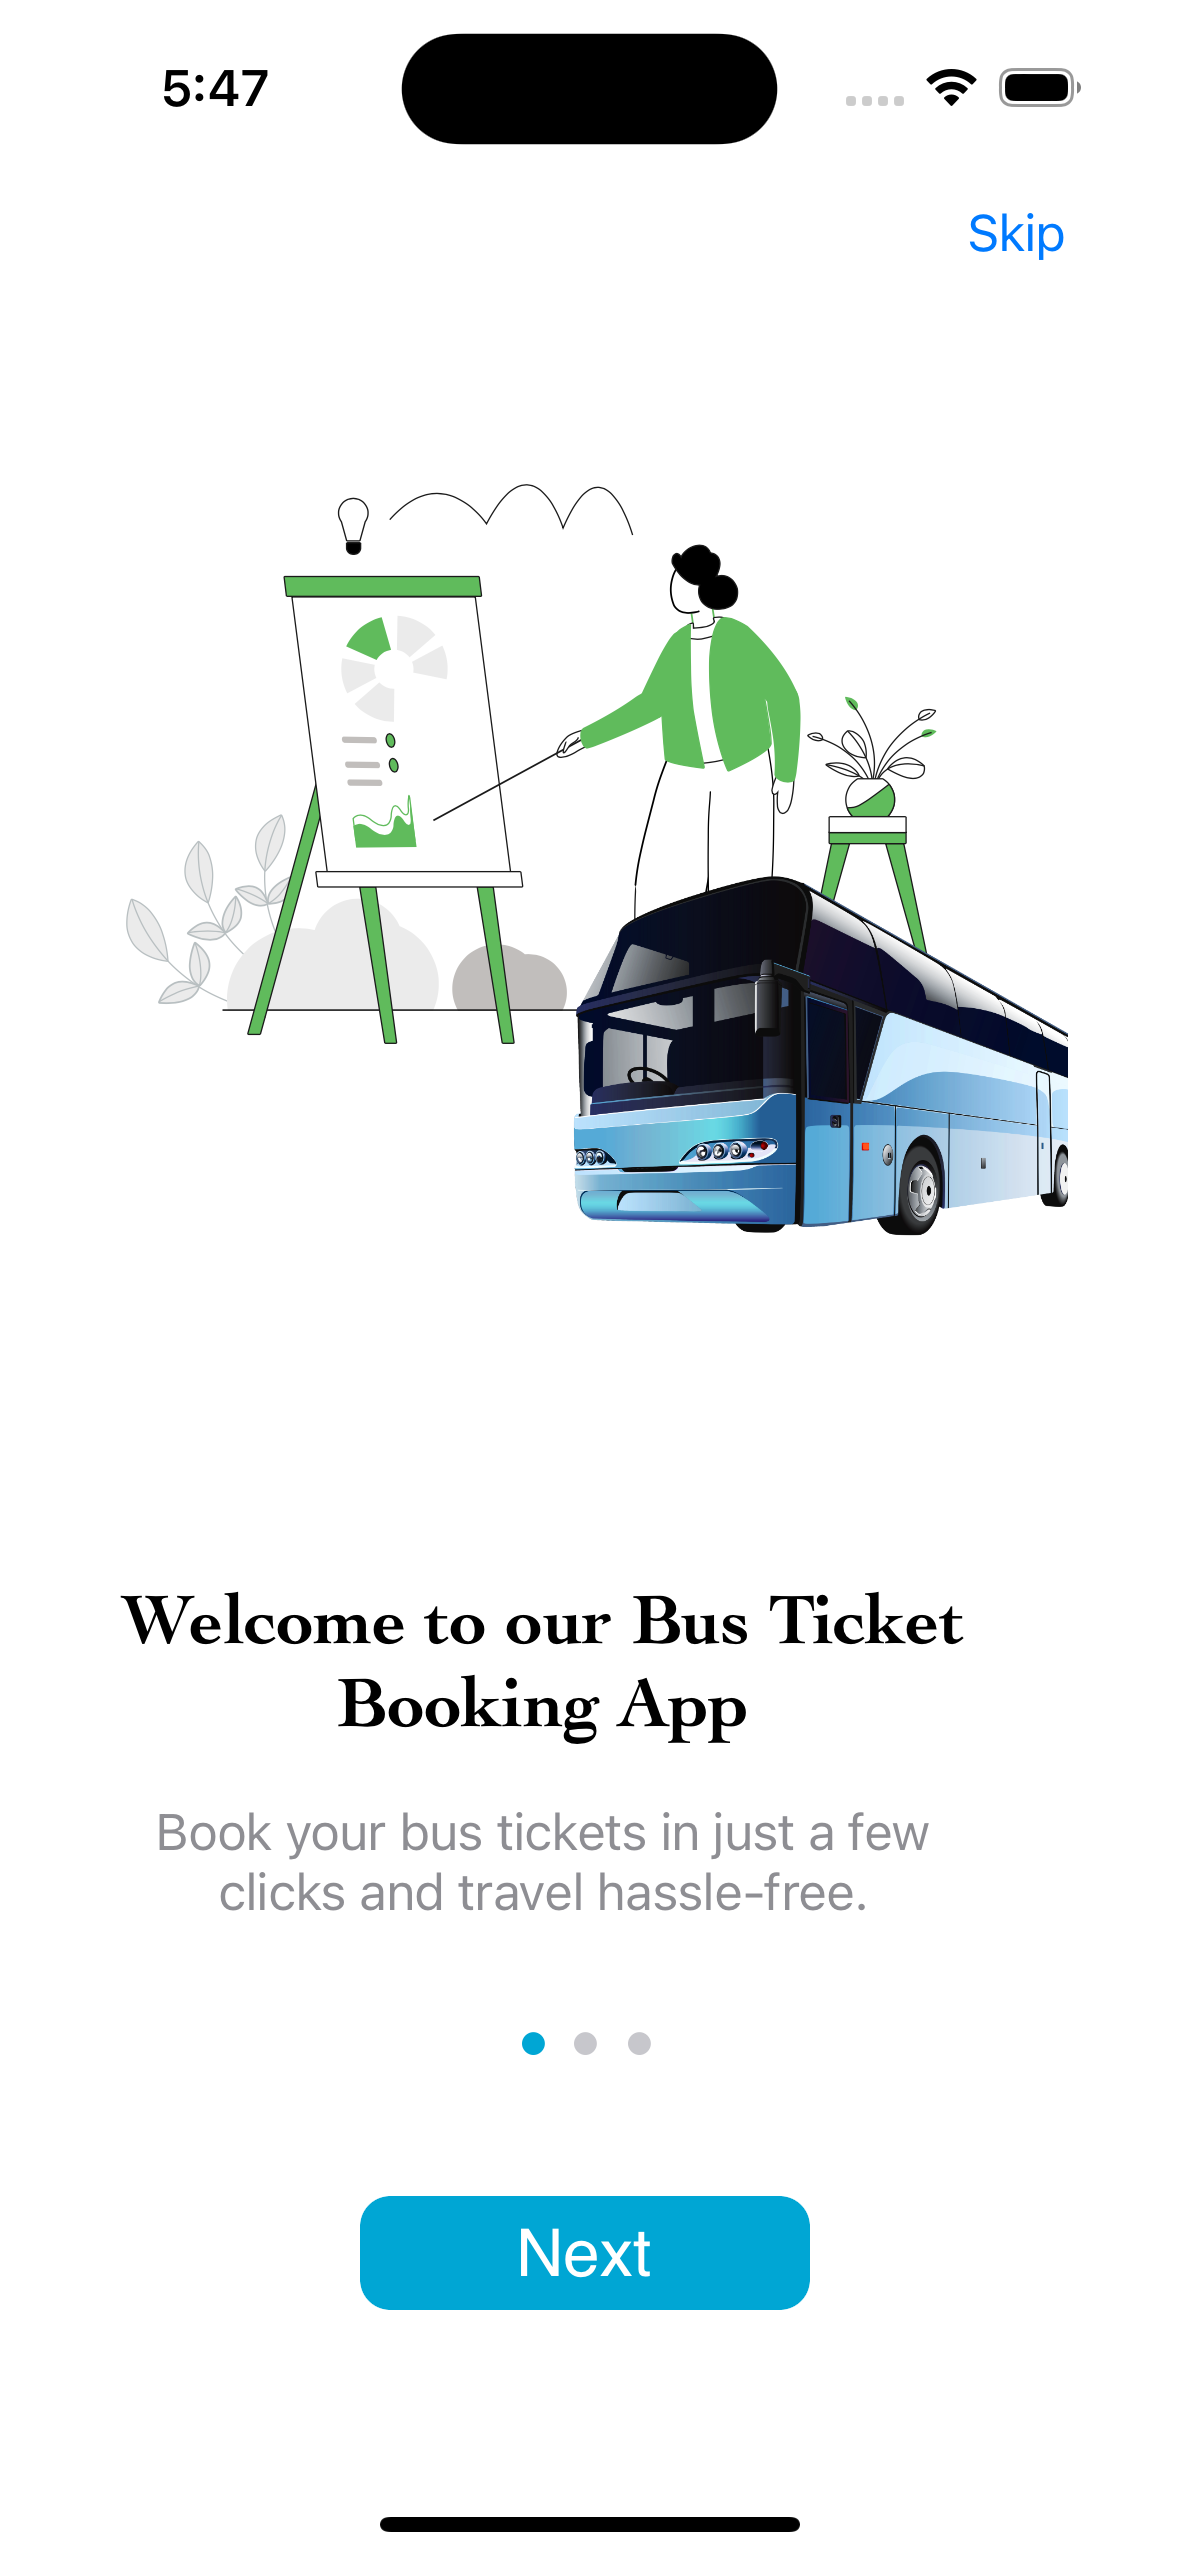 5:47
Skip
Welcome to our Bus Ticket
Booking App
Book your bus tickets in just a few
clicks and travel hassle-free.
Next